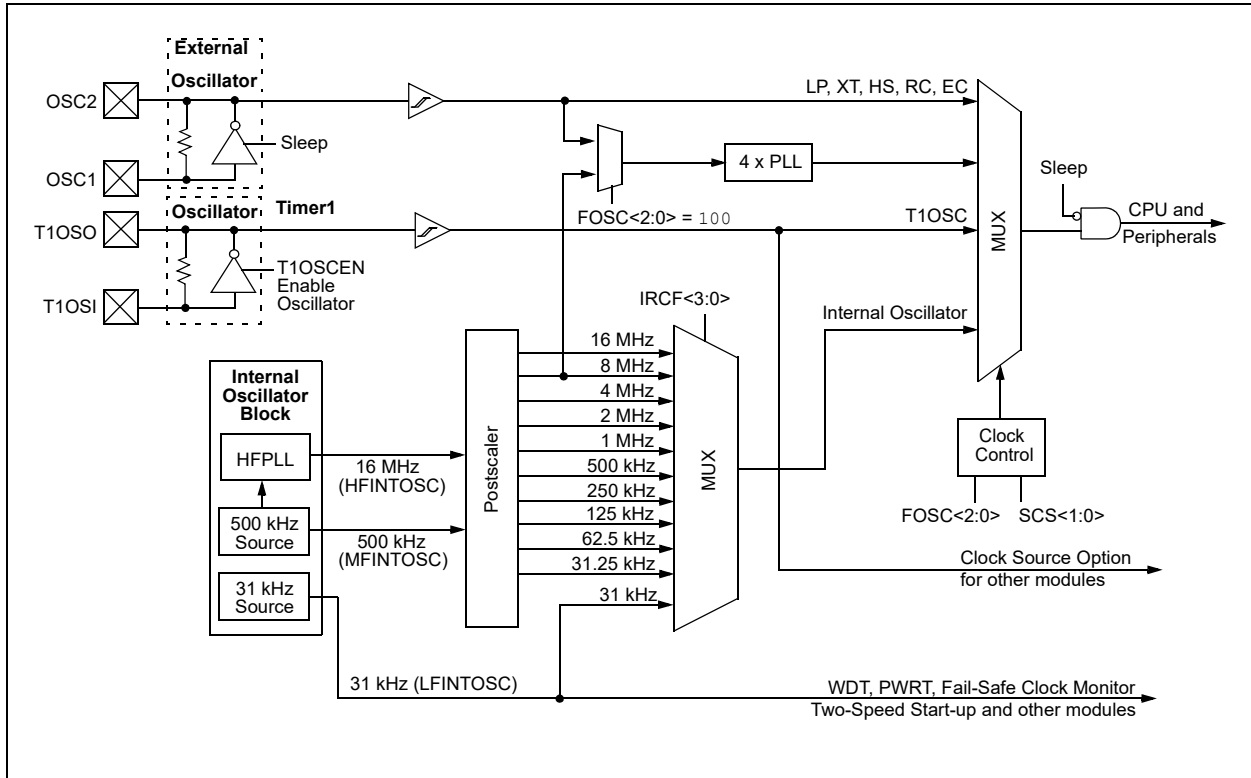 External
Oscillator
OSC2
LP, XT, HS, RC, EC
Sleep
OSC1
4 x PLL
FOSC<2:0> = 100
Oscillator
Timer1
T1OSO
T1OSC
T1OSCEN
Enable
Oscillator
T1OSI
MUX
Sleep
CPU and
Peripherals
IRCF<3:0>
Internal Oscillator
Internal
Oscillator
Block
HFPLL
16 MHz
(HFINTOSC)
500 kHz
Source
500 kHz
(MFINTOSC)
31 kHz
Source
31 kHz (LFINTOSC)
Postscaler
16 MHz
8 MHz
4 MHz
2 MHz
1 MHz
500 kHz
250 kHz
125 kHz
62.5 kHz
31.25 kHz
31 kHz
MUX
Clock
Control
FOSC<2:0>
SCS<1:0>
Clock Source Option
for other modules
WDT, PWRT, Fail-Safe Clock Monitor
Two-Speed Start-up and other modules